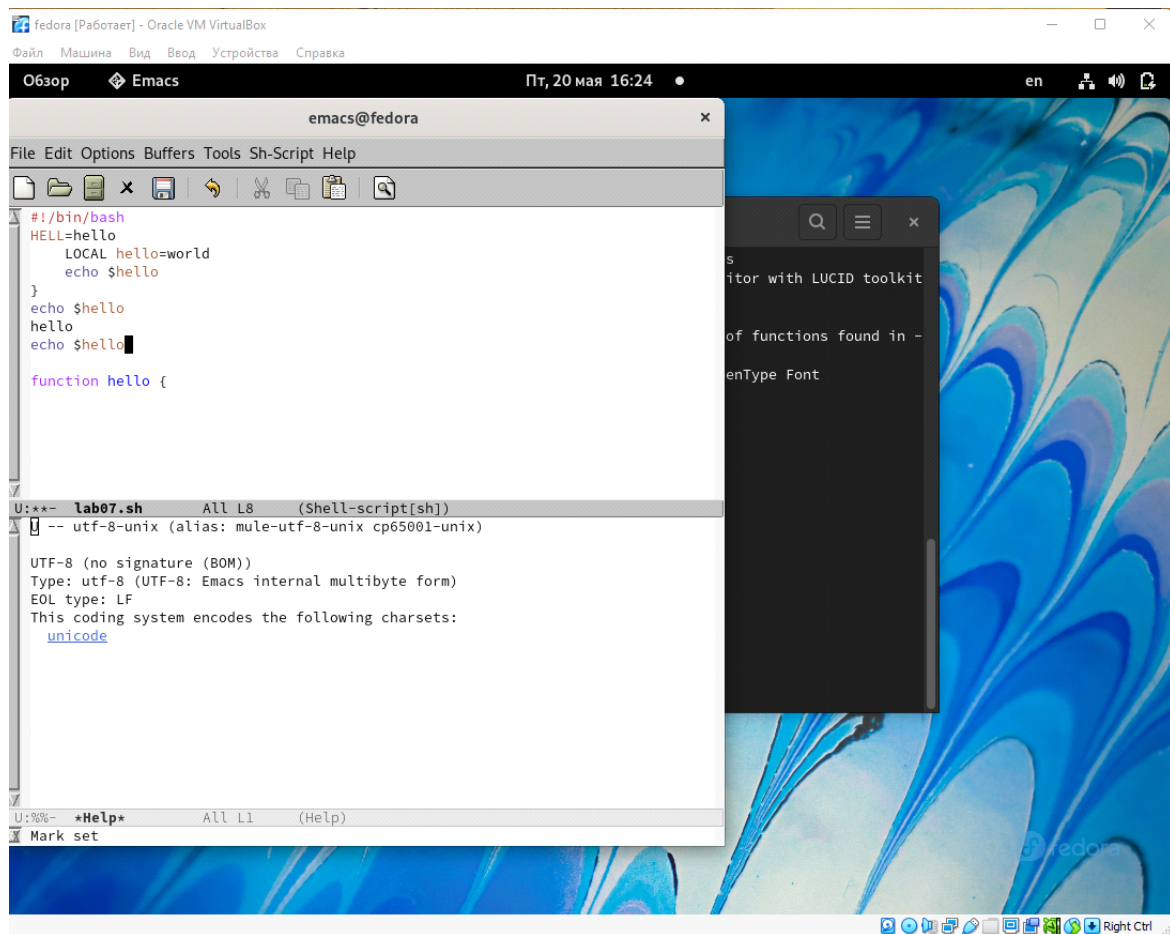 fedora [Работает] - Oracle VM VirtualBox
Файл Машина Вид Ввод Устройства Справка
Обзор Emacs Пт, 20 мая 16:24 en
emacs@fedora
File Edit Options Buffers Tools Sh-Script Help
#!/bin/bash
HELL=hello
LOCAL hello=world
echo $hello
}
echo $hello
hello
echo $hello
function hello {
U:**- lab07.sh All L8 (Shell-script[sh])
U -- utf-8-unix (alias: mule-utf-8-unix cp65001-unix)
UTF-8 (no signature (BOM))
Type: utf-8 (UTF-8: Emacs internal multibyte form)
EOL type: LF
This coding system encodes the following charsets:
unicode
U:%%- *Help* All L1 (Help)
Mark set
s
itor with LUCID toolkit
of functions found in -
enType Font
fedora
Right Ctrl